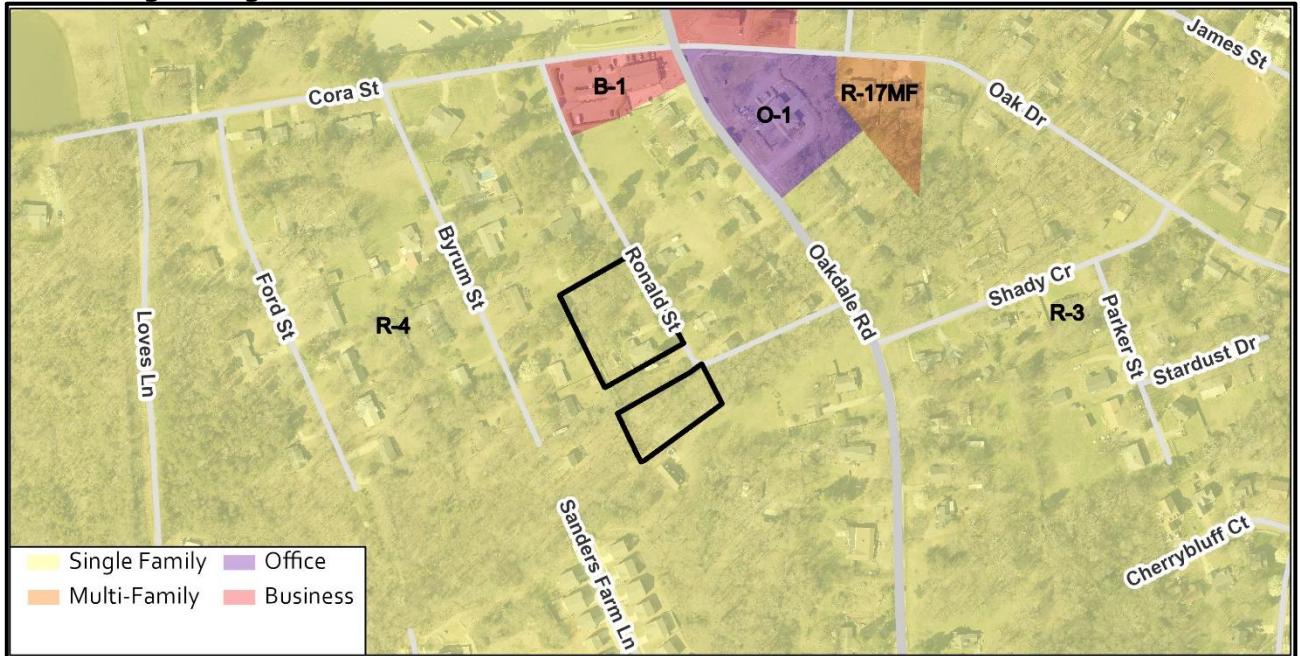 James St
B-1
R-17MF
Cora St
O-1
Oak Dr
Byrum St
Ronald St
Oakdale Rd
Ford St
Shady Cr
Loves Ln
R-4
R-3
Parker St
Stardust Dr
Sanders Farm Ln
Cherrybluff Ct
Single Family
Office
Multi-Family
Business